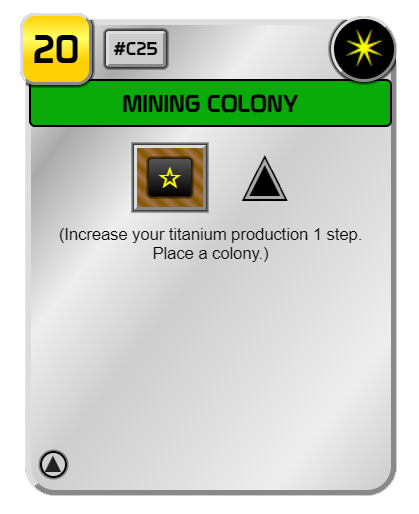 20
#C25
MINING COLONY
(Increase your titanium production 1 step.
Place a colony.)